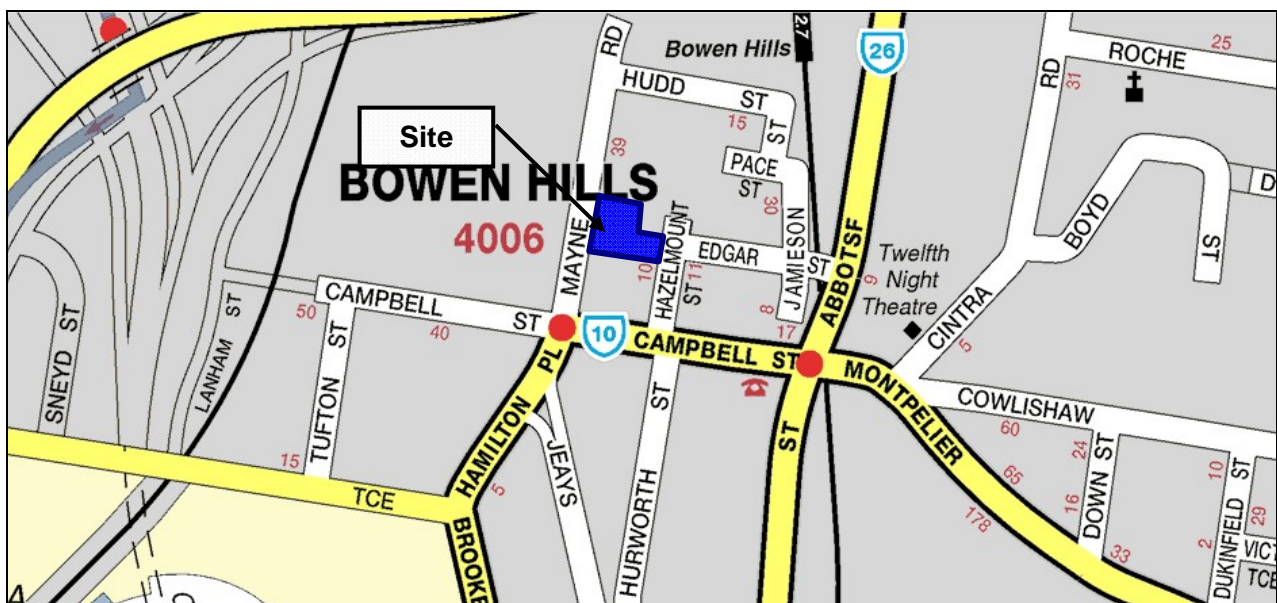 2.7
RD
Bowen Hills
26
25
ROCHE
HUDD
ST
RD
31
15
ST
Site
39
PACE
ST
BOWEN HILLS
30
BOYD
D
4006
MAYNE
HAZELMOUNT
EDGAR
ST
JAMIESON
ABBOTSF
Twelfth
Night
Theatre
ST
10
11
ST
9
8
17
CINTRA
5
SNEYD ST
LANHAM ST
50
CAMPBELL
ST
40
10
CAMPBELL ST
MONTPELIER
TUFTON ST
HAMILTON PL
COWLISHAW
60
24
DOWN ST
10
ST
15
TCE
5
JEAYS
HURWORTH ST
ST
65
16
178
33
DUKINFIELD
29
2
VICT
TCE
BROOKE
4